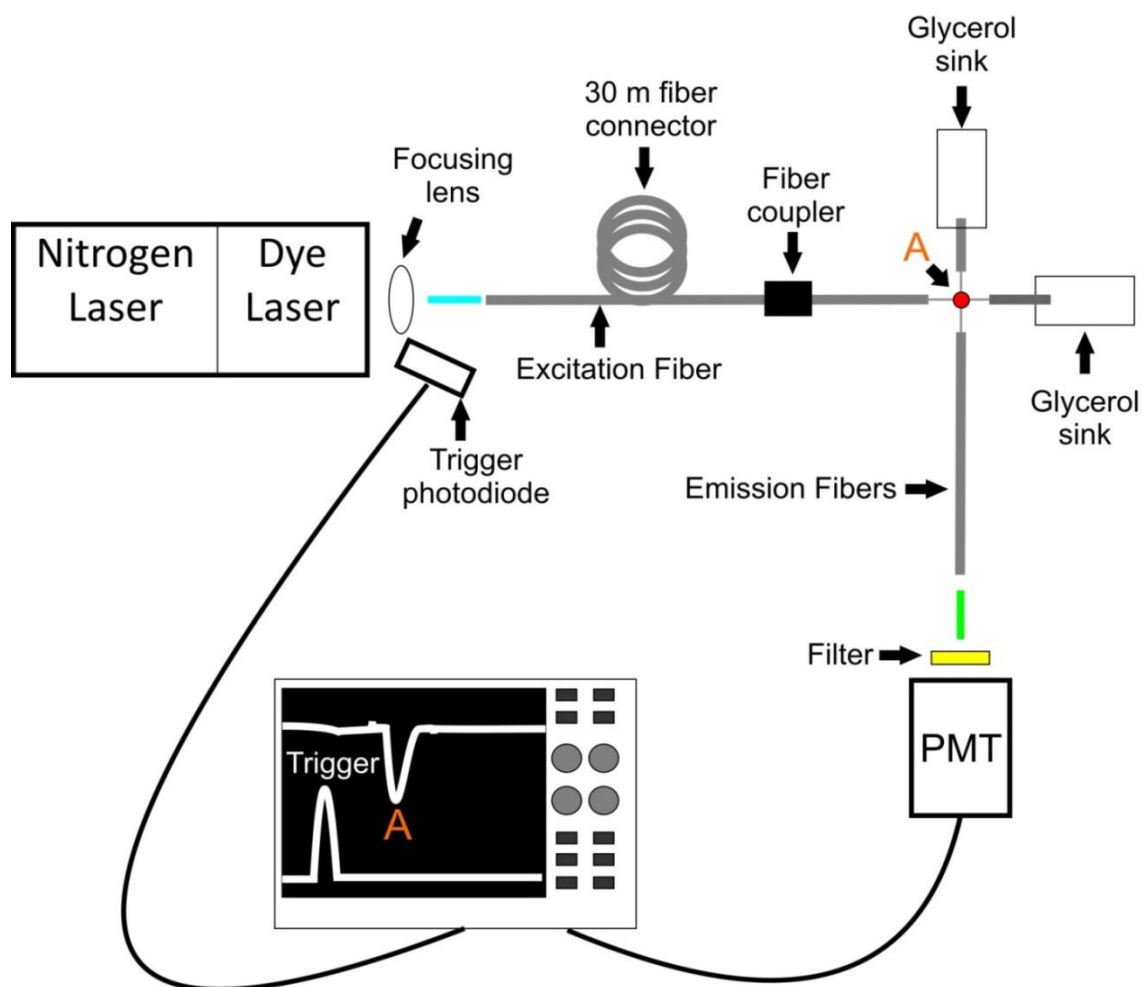 Glycerol
sink
30 m fiber
connector
Focusing
lens
Fiber
coupler
Nitrogen
Laser
Dye
Laser
A
Excitation Fiber
Glycerol
sink
Trigger
photodiode
Emission Fibers
Filter
PMT
Trigger
A